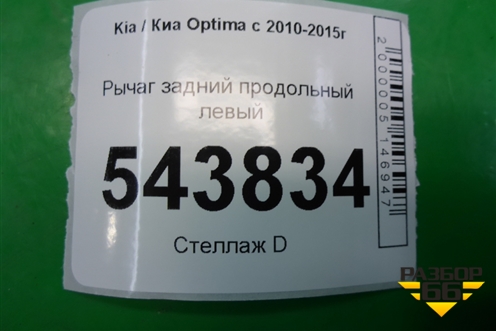 Kia / Киа Optima с 2010-2015г
Рычаг задний продольный
левый
543834
Стеллаж D
2000005146947
РАЗБОР
66